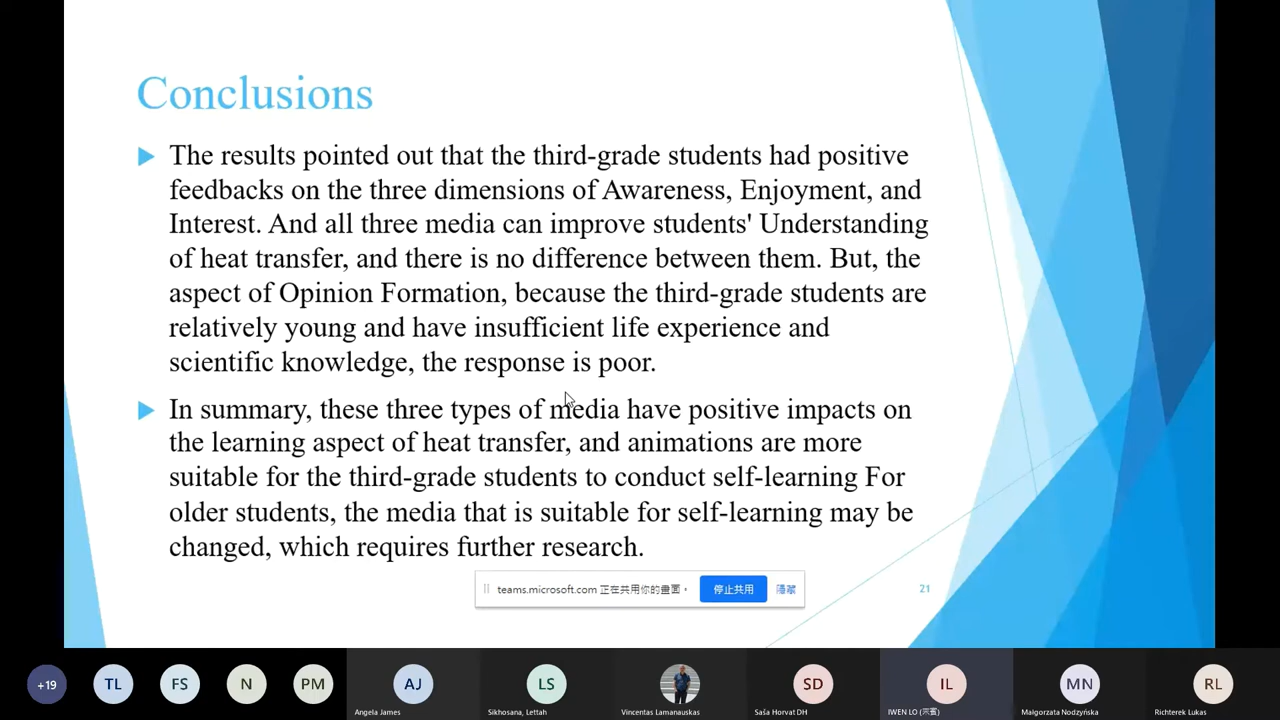 Conclusions
The results pointed out that the third-grade students had positive
feedbacks on the three dimensions of Awareness, Enjoyment, and
Interest. And all three media can improve students' Understanding
of heat transfer, and there is no difference between them. But, the
aspect of Opinion Formation, because the third-grade students are
relatively young and have insufficient life experience and
scientific knowledge, the response is poor.
In summary, these three types of media have positive impacts on
the learning aspect of heat transfer, and animations are more
suitable for the third-grade students to conduct self-learning For
older students, the media that is suitable for self-learning may be
changed, which requires further research.
teams.microsoft.com 正在共用你的畫面。
停止共用
隱藏
21
+19
TL
FS
N
PM
AJ
LS
SD
IL
MN
RL
Angela James
Sikhosana, Lettah
Vincentas Lamanauskas
Saša Horvat DH
IWEN LO (
Małgorzata Nodzyńska
Richterek Lukas